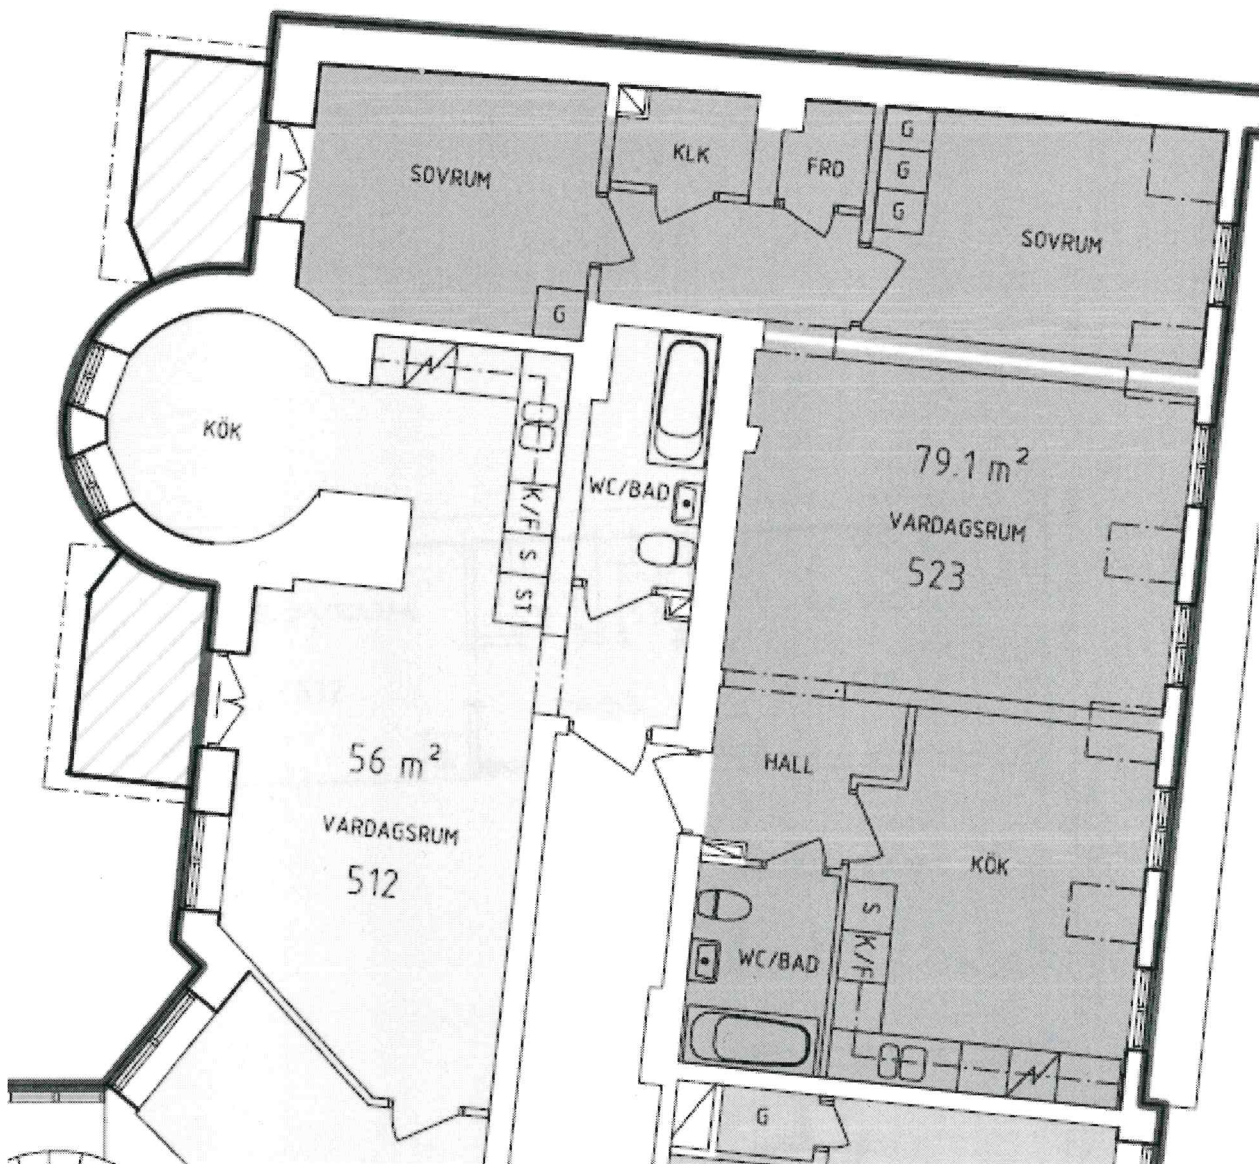 SOVRUM
KLK
FRD
G
G
G
SOVRUM
G
KÖK
WC/BAD
K/F
S
ST
79.1 m²
VARDAGSRUM
523
56 m²
VARDAGSRUM
512
HALL
KÖK
S
K/F
WC/BAD
G